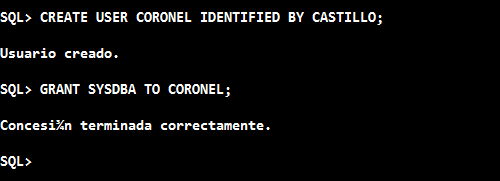 SQL> CREATE USER CORONEL IDENTIFIED BY CASTILLO;
Usuario creado.
SQL> GRANT SYSDBA TO CORONEL;
Concesi¾n terminada correctamente.
SQL>